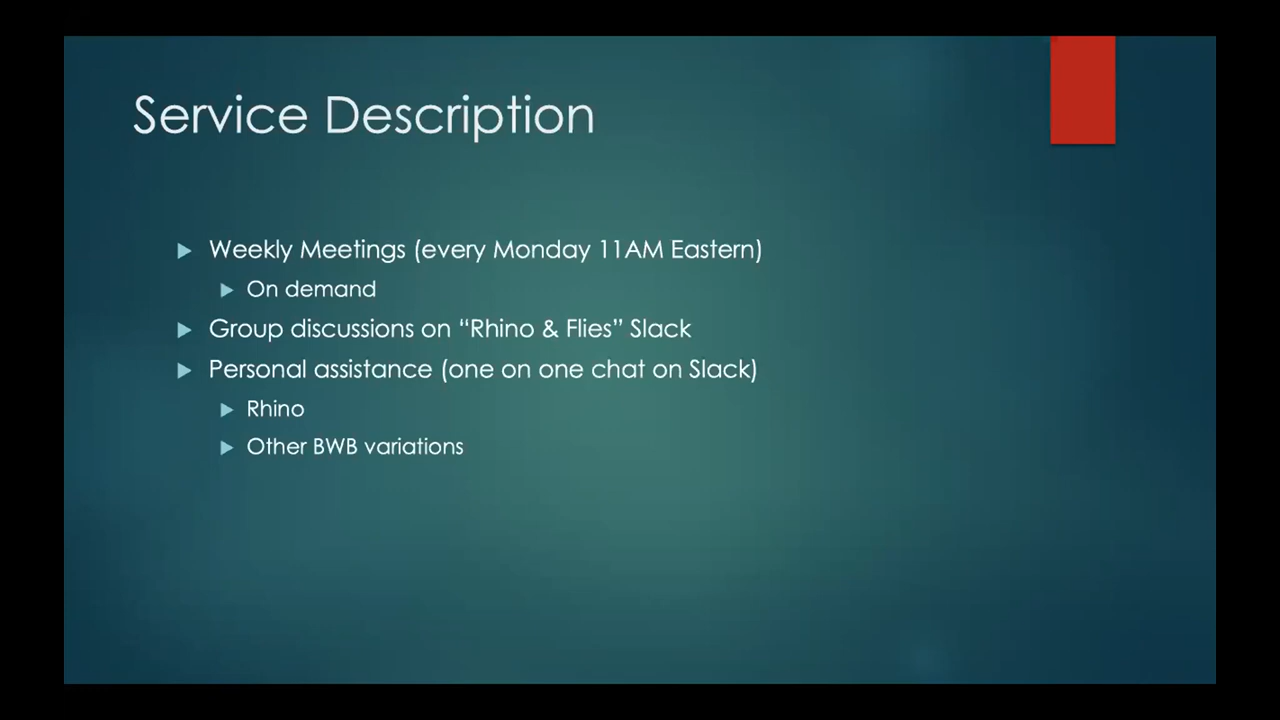 Service Description
Weekly Meetings (every Monday 11AM Eastern)
On demand
Group discussions on “Rhino & Flies” Slack
Personal assistance (one on one chat on Slack)
Rhino
Other BWB variations